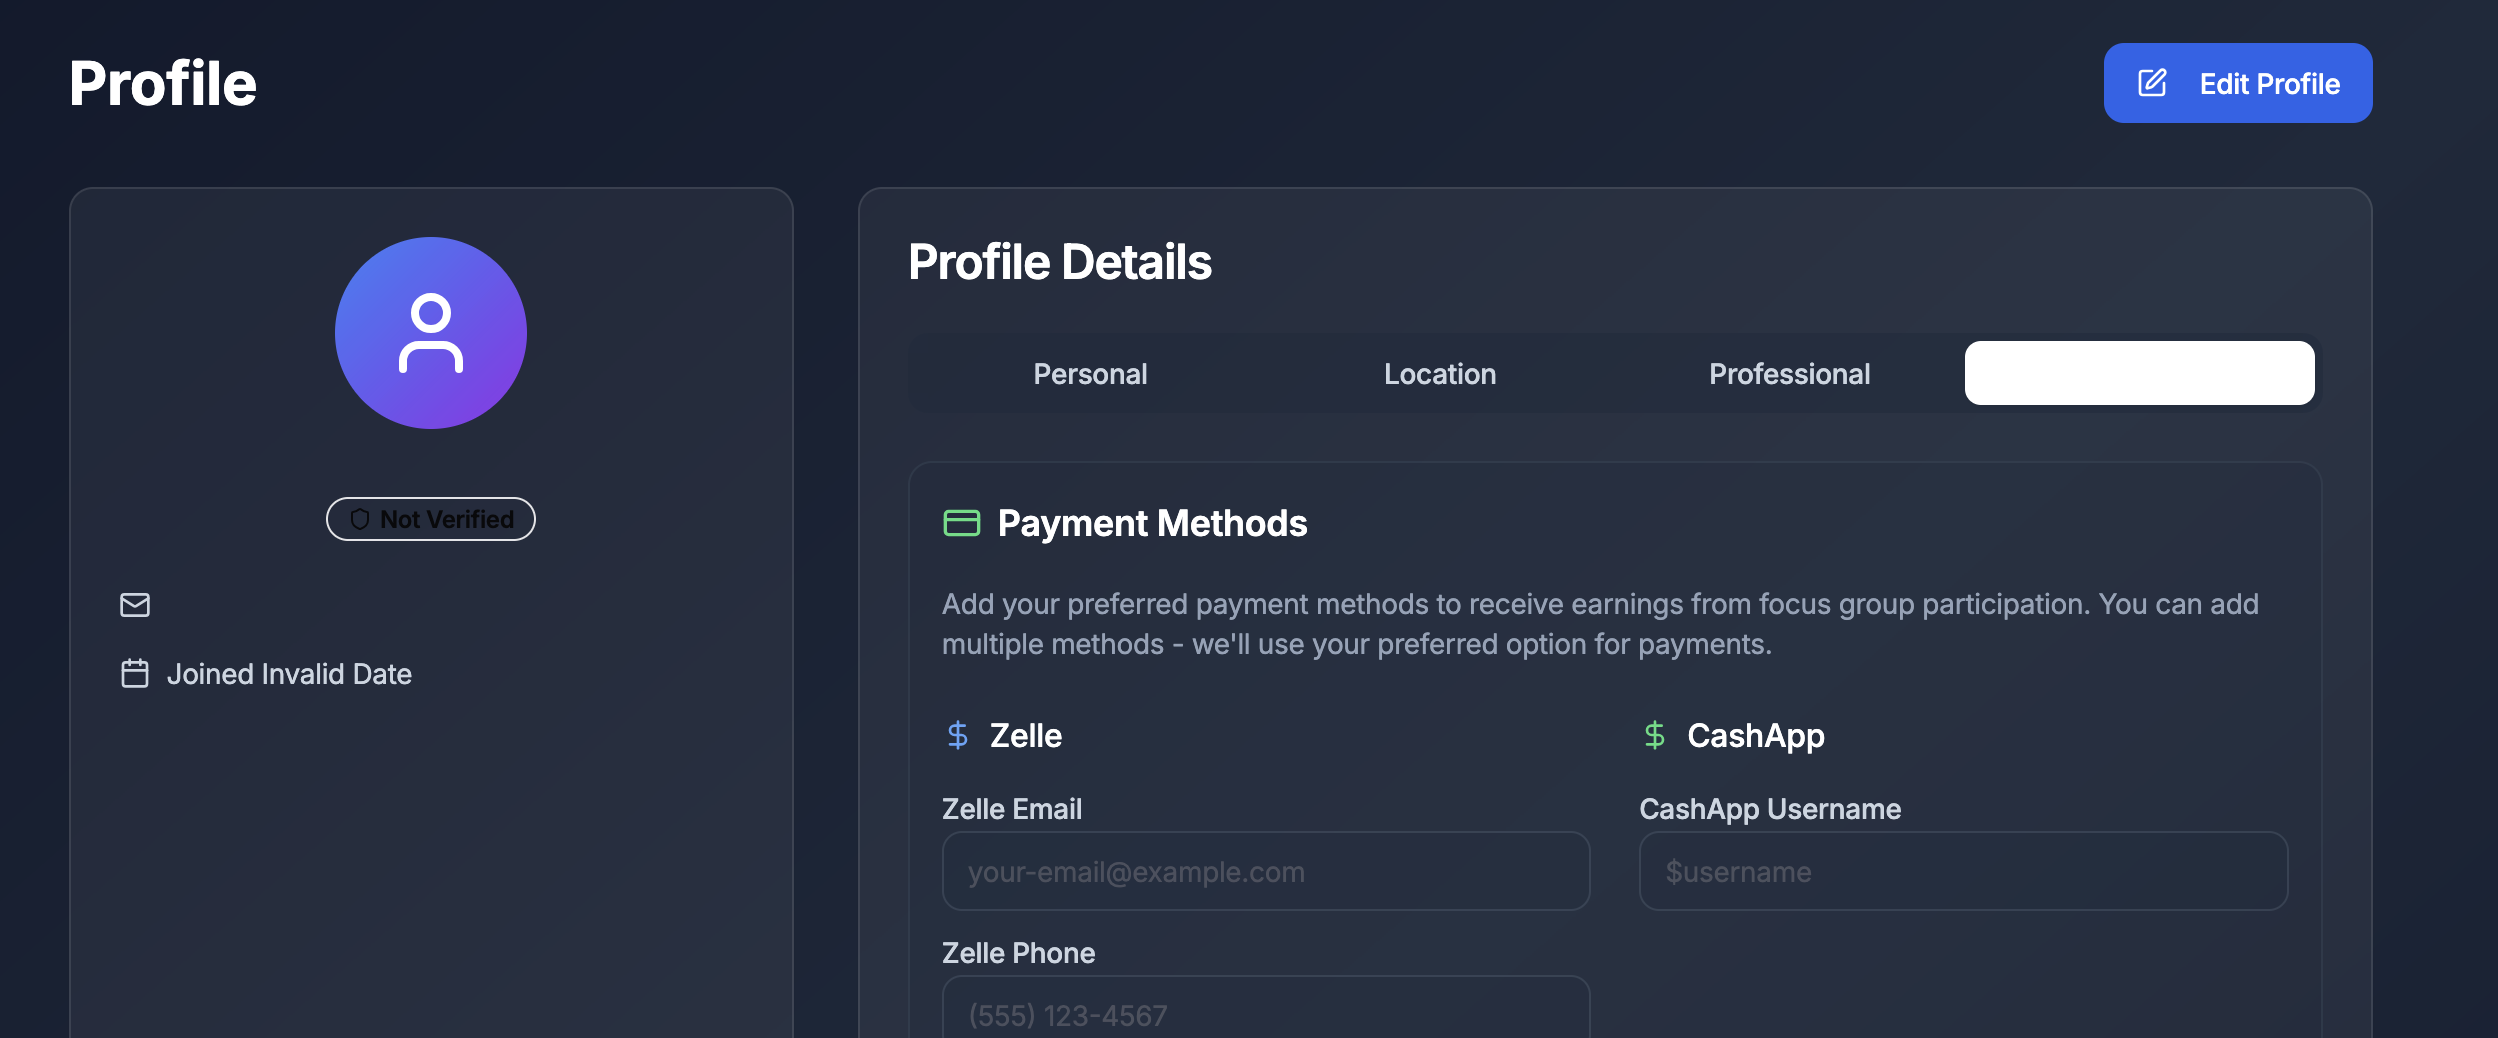 Profile
Edit Profile
Not Verified
Joined Invalid Date
Profile Details
Personal
Location
Professional
Payment Methods
Add your preferred payment methods to receive earnings from focus group participation. You can add
multiple methods - we'll use your preferred option for payments.
$ Zelle
Zelle Email
your-email@example.com
Zelle Phone
(555) 123-4567
$ CashApp
CashApp Username
$username